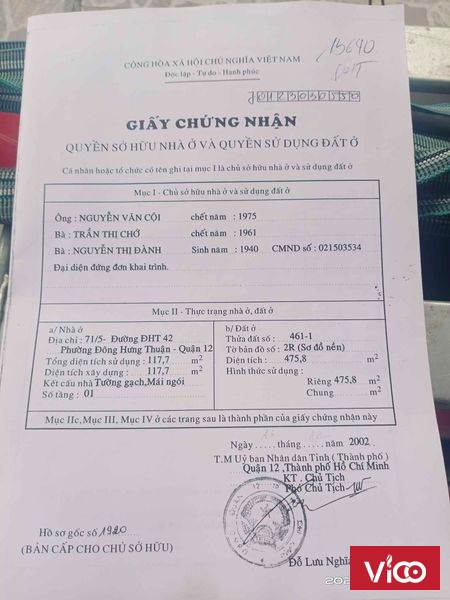 CỘNG HÒA XÃ HỘI CHỦ NGHĨA VIỆT NAM
Độc lập - Tự do - Hạnh phúc
13640
GIẤY CHỨNG NHẬN
QUYỀN SỞ HỮU NHÀ Ở VÀ QUYỀN SỬ DỤNG ĐẤT Ở
Cá nhân hoặc tổ chức có tên ghi tại mục I là chủ sở hữu nhà ở và sử dụng đất ở
Mục I - Chủ sở hữu nhà ở và sử dụng đất ở
Ông : NGUYỄN VĂN CÔI chết năm : 1975
Bà : TRẦN THỊ CHỚ chết năm : 1961
Bà : NGUYỄN THỊ ĐÀNH Sinh năm : 1940 CMND số : 021503534
Đại diện đứng đơn khai trình.
Mục II - Thực trạng nhà ở, đất ở
a/ Nhà ở
Địa chỉ : 71/5- Đường ĐHT 42
Phường Đông Hưng Thuận - Quận 12
Tổng diện tích sử dụng : 117,7 m2
Diện tích xây dựng : 117,7 m2
Kết cấu nhà Tường gạch,Mái ngói
Số tầng : 01
b/ Đất ở
Thửa đất số : 461-1
Tờ bản đồ số : 2R (Sơ đồ nền)
Diện tích : 475,8 m2
Hình thức sử dụng :
Riêng 475,8 m2
Chung m2
Mục IIc, Mục III, Mục IV ở các trang sau là thành phần của giấy chứng nhận này
Ngày tháng năm 2002
T.M Uỷ ban Nhân dân Tỉnh ( Thành phố )
Quận 12 ,Thành phố Hồ Chí Minh
KT . Chủ Tịch
Phó Chủ Tịch
Hồ sơ gốc số 1920
(BẢN CẤP CHO CHỦ SỞ HỮU)
Đỗ Lưu Nghĩa
VICO